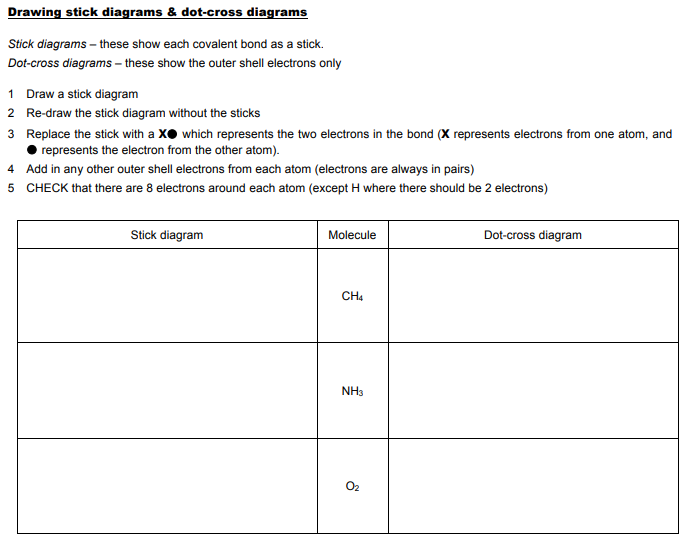 Drawing stick diagrams & dot-cross diagrams
Stick diagrams – these show each covalent bond as a stick.
Dot-cross diagrams – these show the outer shell electrons only
1 Draw a stick diagram
2 Re-draw the stick diagram without the sticks
3 Replace the stick with a X● which represents the two electrons in the bond (X represents electrons from one atom, and
● represents the electron from the other atom).
4 Add in any other outer shell electrons from each atom (electrons are always in pairs)
5 CHECK that there are 8 electrons around each atom (except H where there should be 2 electrons)
Stick diagram Molecule Dot-cross diagram
CH₄
NH₃
O₂